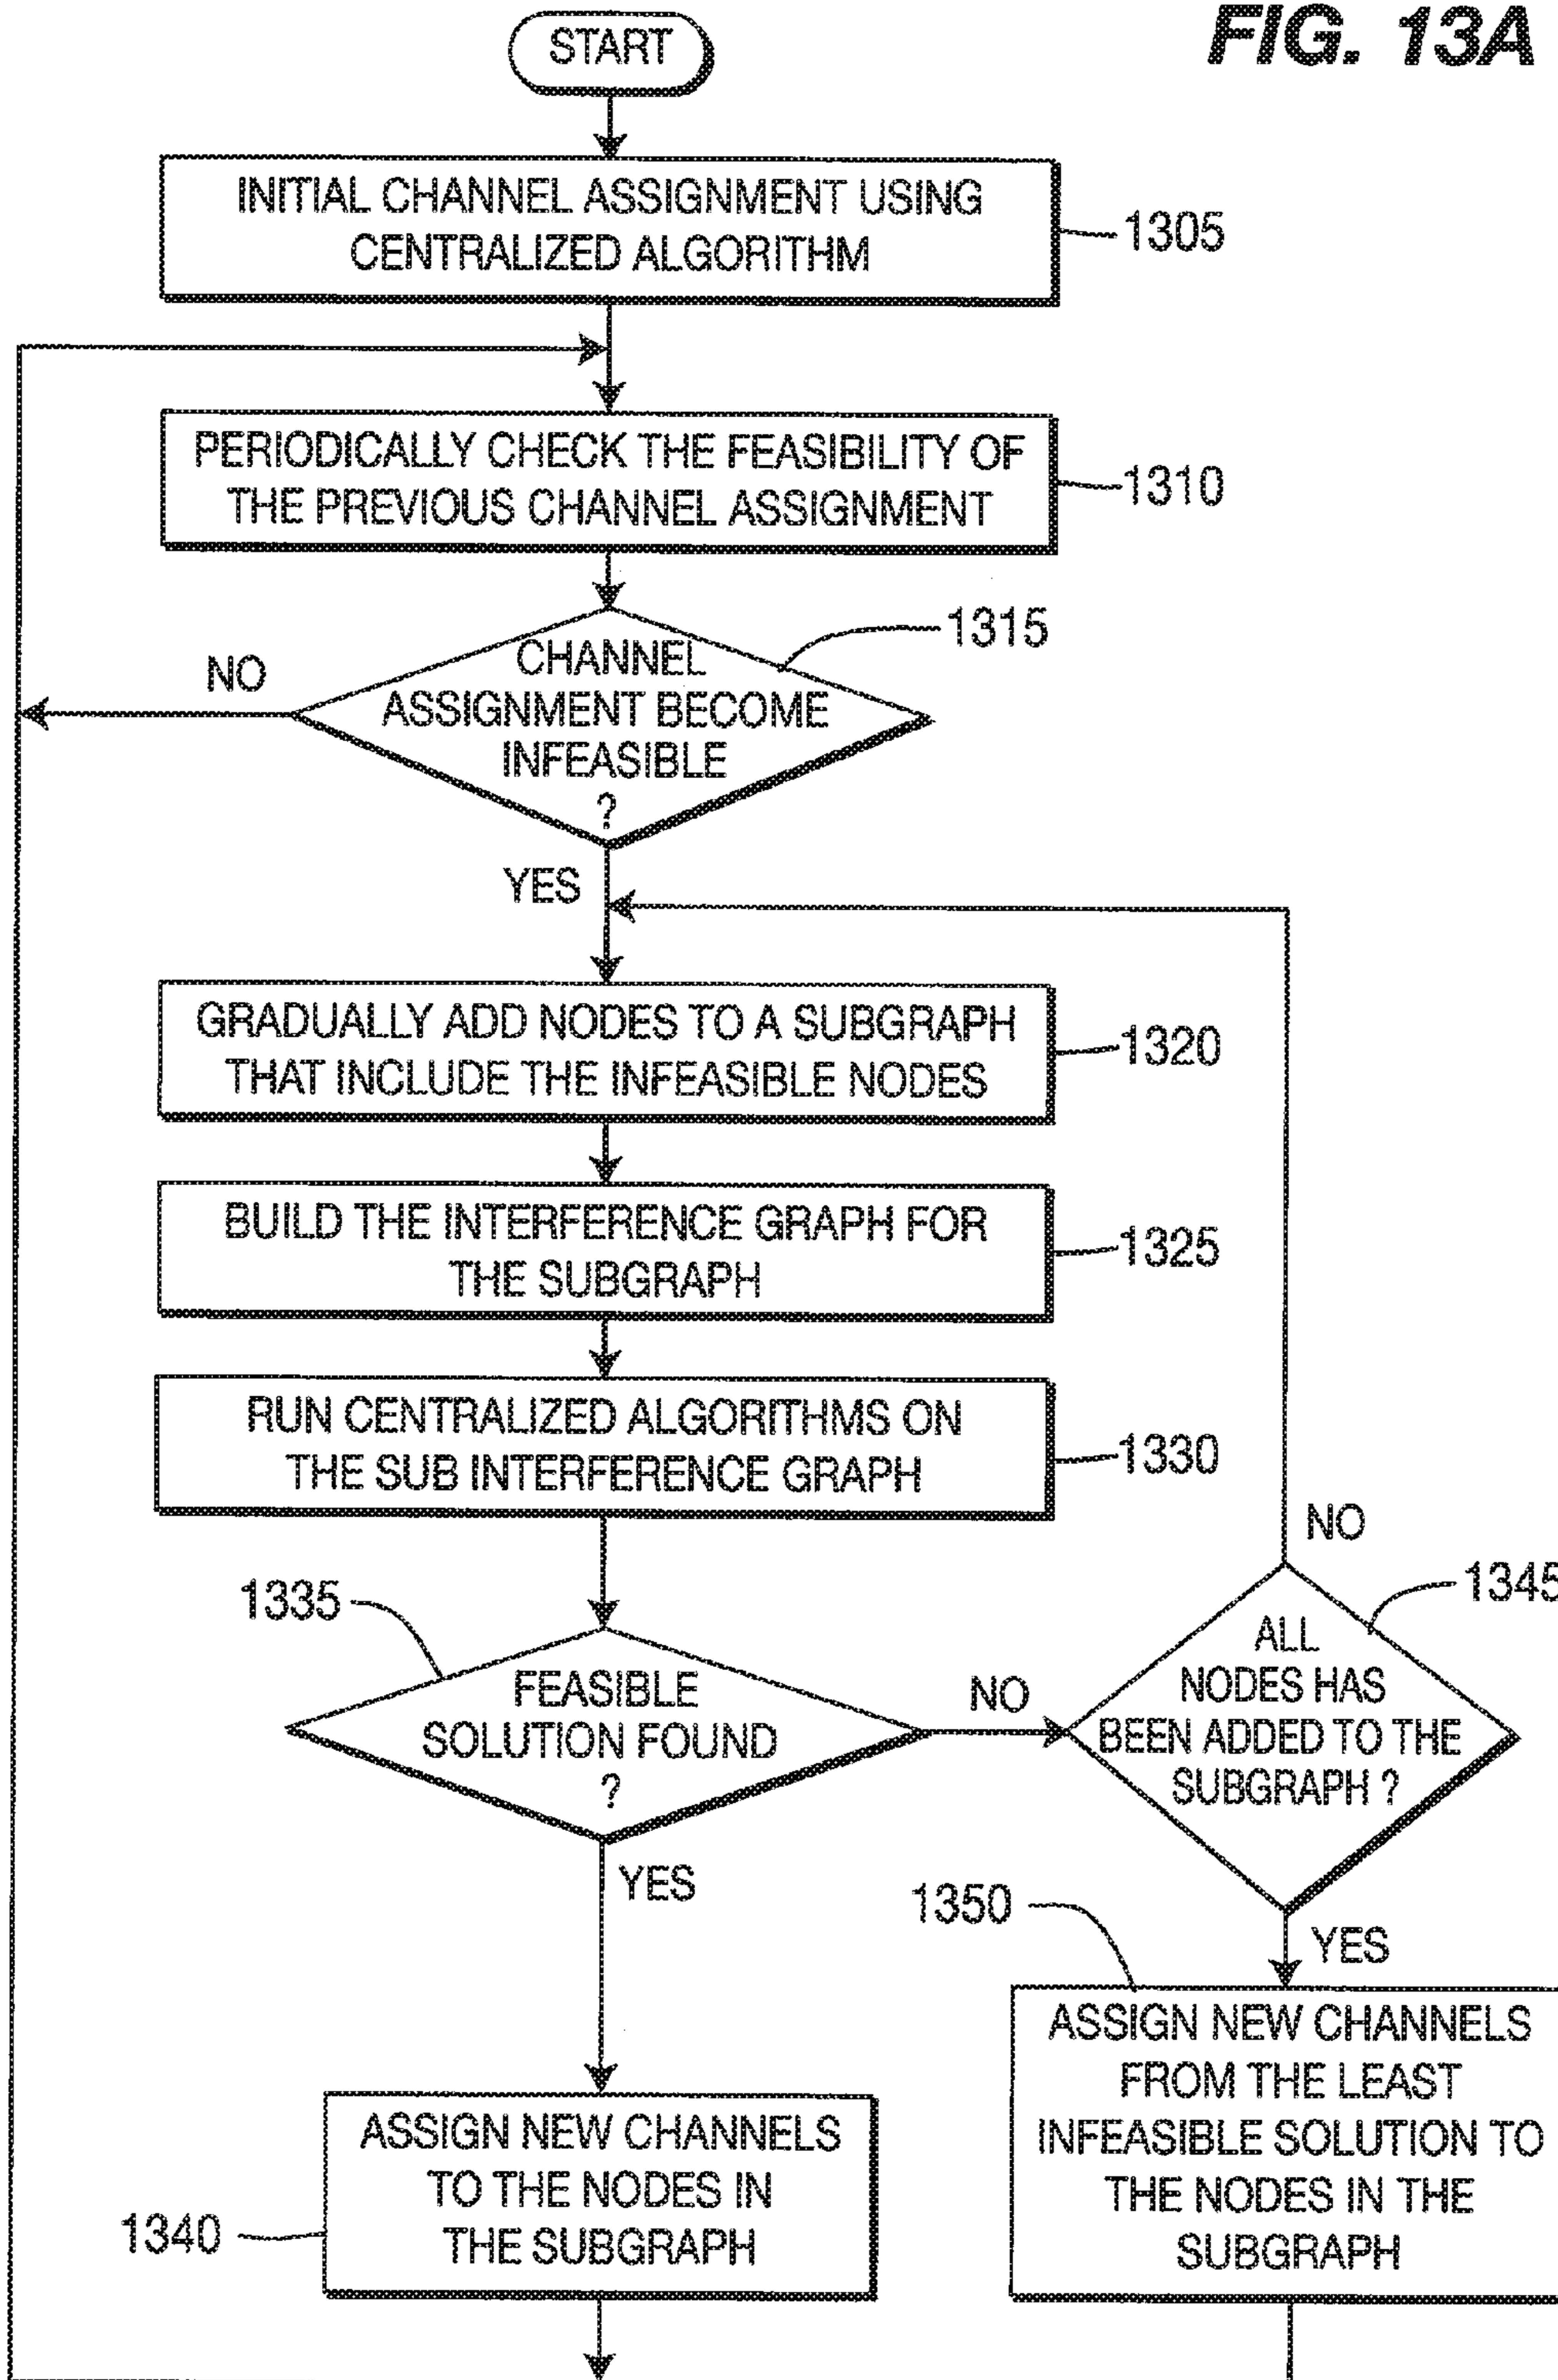 FIG. 13A
START
INITIAL CHANNEL ASSIGNMENT USING
CENTRALIZED ALGORITHM
1305
PERIODICALLY CHECK THE FEASIBILITY OF
THE PREVIOUS CHANNEL ASSIGNMENT
1310
1315
CHANNEL
ASSIGNMENT BECOME
INFEASIBLE
?
NO
YES
GRADUALLY ADD NODES TO A SUBGRAPH
THAT INCLUDE THE INFEASIBLE NODES
1320
BUILD THE INTERFERENCE GRAPH FOR
THE SUBGRAPH
1325
RUN CENTRALIZED ALGORITHMS ON
THE SUB INTERFERENCE GRAPH
1330
NO
1335
FEASIBLE
SOLUTION FOUND
?
NO
1345
ALL
NODES HAS
BEEN ADDED TO THE
SUBGRAPH ?
YES
YES
1350
ASSIGN NEW CHANNELS
TO THE NODES IN
THE SUBGRAPH
1340
ASSIGN NEW CHANNELS
FROM THE LEAST
INFEASIBLE SOLUTION TO
THE NODES IN THE
SUBGRAPH